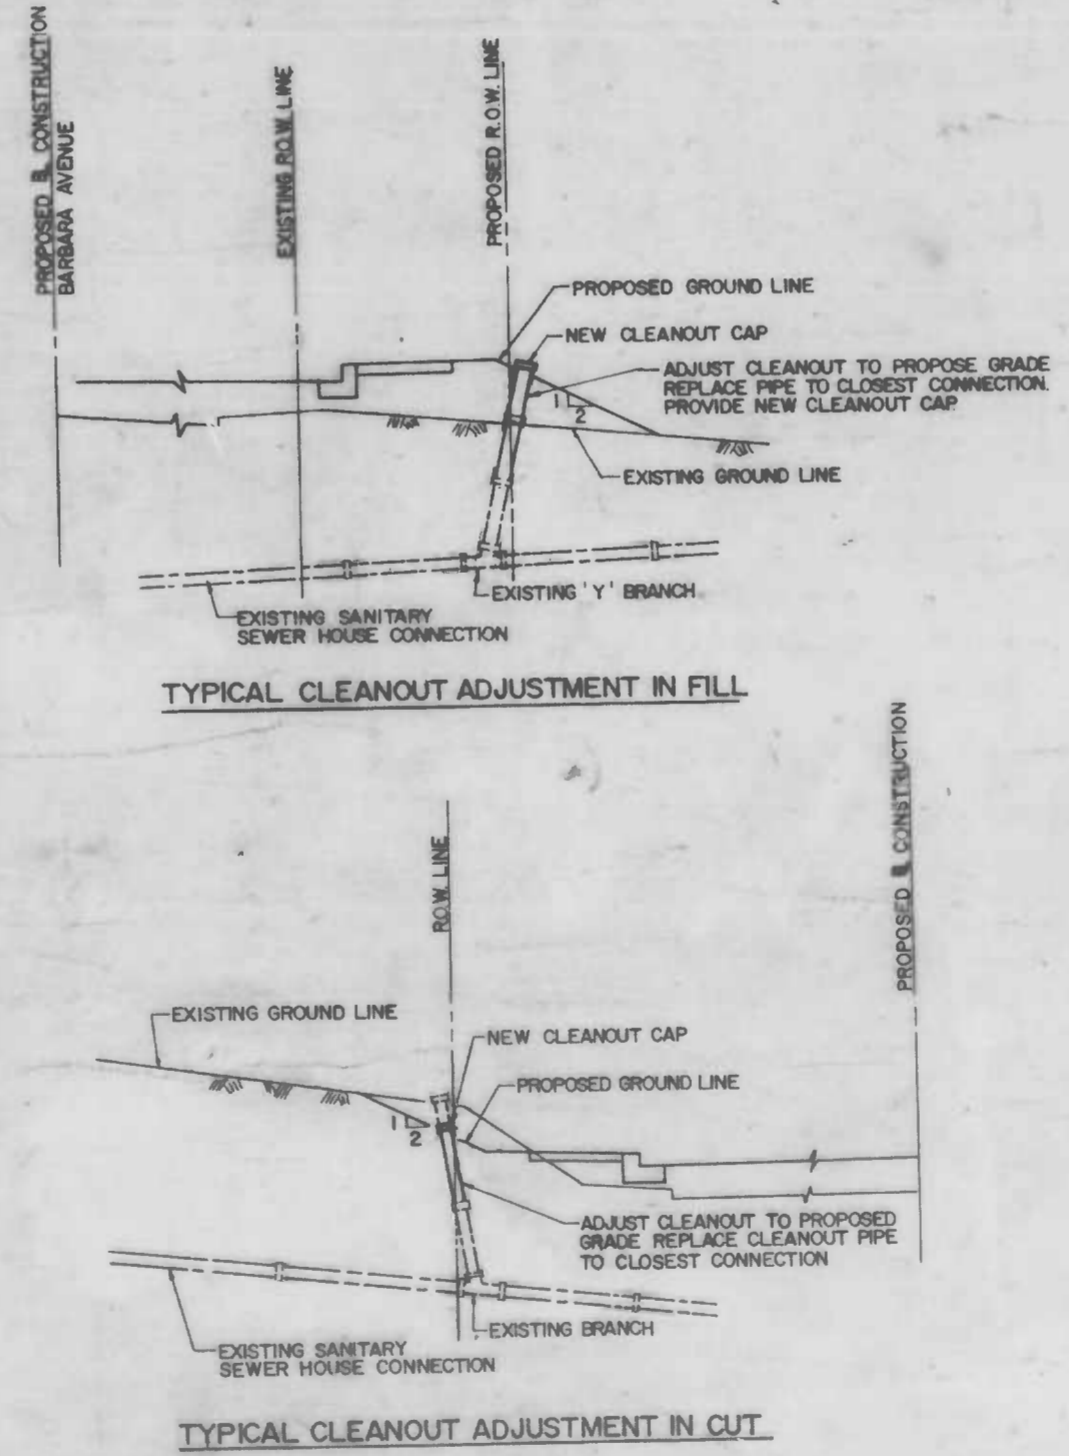 PROPOSED B CONSTRUCTION
BARBARA AVENUE
EXISTING R.O.W. LINE
PROPOSED R.O.W. LINE
PROPOSED GROUND LINE
NEW CLEANOUT CAP
ADJUST CLEANOUT TO PROPOSE GRADE
REPLACE PIPE TO CLOSEST CONNECTION.
PROVIDE NEW CLEANOUT CAP.
1
2
EXISTING GROUND LINE
EXISTING 'Y' BRANCH
EXISTING SANITARY
SEWER HOUSE CONNECTION
TYPICAL CLEANOUT ADJUSTMENT IN FILL
PROPOSED B CONSTRUCTION
R.O.W. LINE
EXISTING GROUND LINE
NEW CLEANOUT CAP
PROPOSED GROUND LINE
1
2
ADJUST CLEANOUT TO PROPOSED
GRADE REPLACE CLEANOUT PIPE
TO CLOSEST CONNECTION
EXISTING BRANCH
EXISTING SANITARY
SEWER HOUSE CONNECTION
TYPICAL CLEANOUT ADJUSTMENT IN CUT